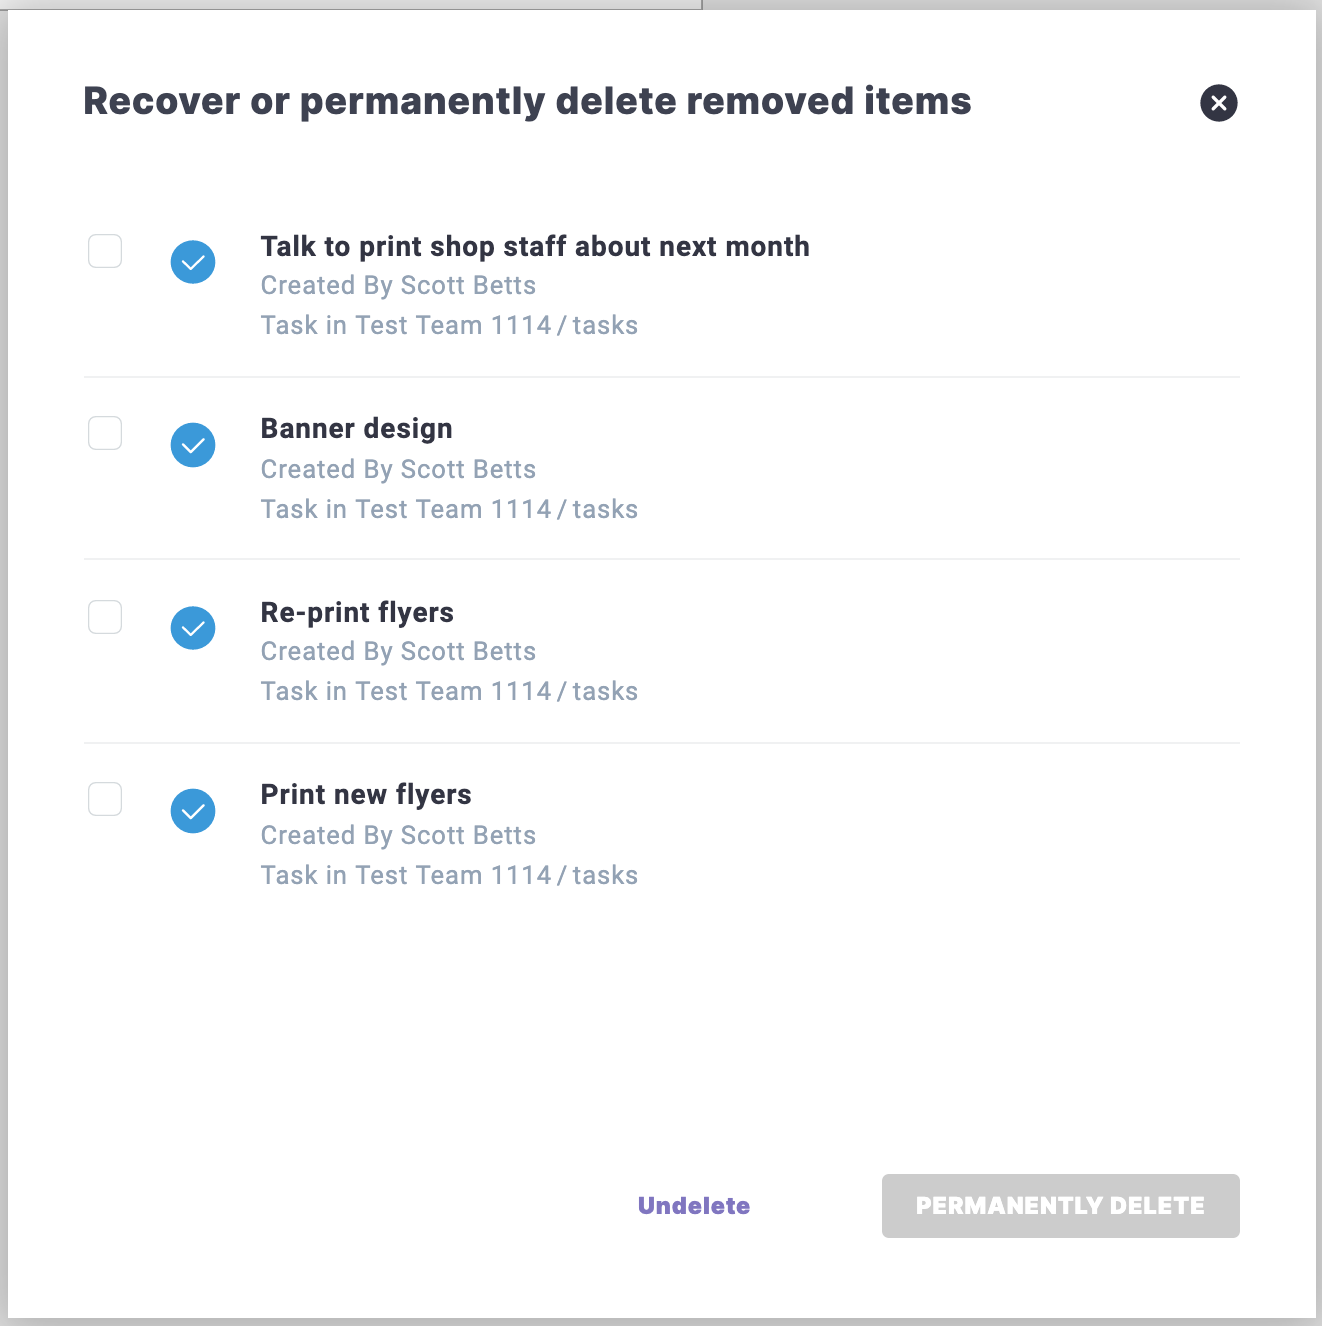 Recover or permanently delete removed items
Talk to print shop staff about next month
Created By Scott Betts
Task in Test Team 1114 / tasks
Banner design
Created By Scott Betts
Task in Test Team 1114 / tasks
Re-print flyers
Created By Scott Betts
Task in Test Team 1114 / tasks
Print new flyers
Created By Scott Betts
Task in Test Team 1114 / tasks
Undelete
PERMANENTLY DELETE